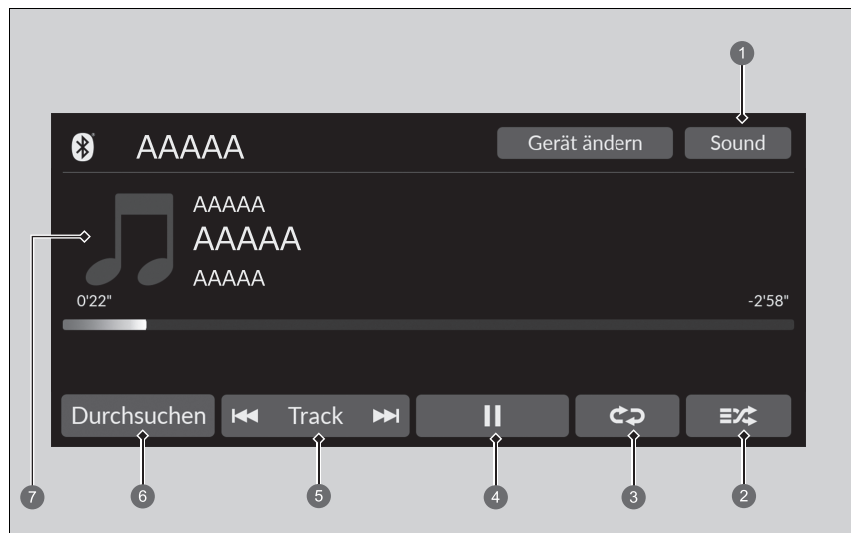 1
AAAAA
Gerät ändern
Sound
AAAAA
AAAAA
AAAAA
7
0'22"
-2'58"
Durchsuchen
Track
6
5
4
3
2